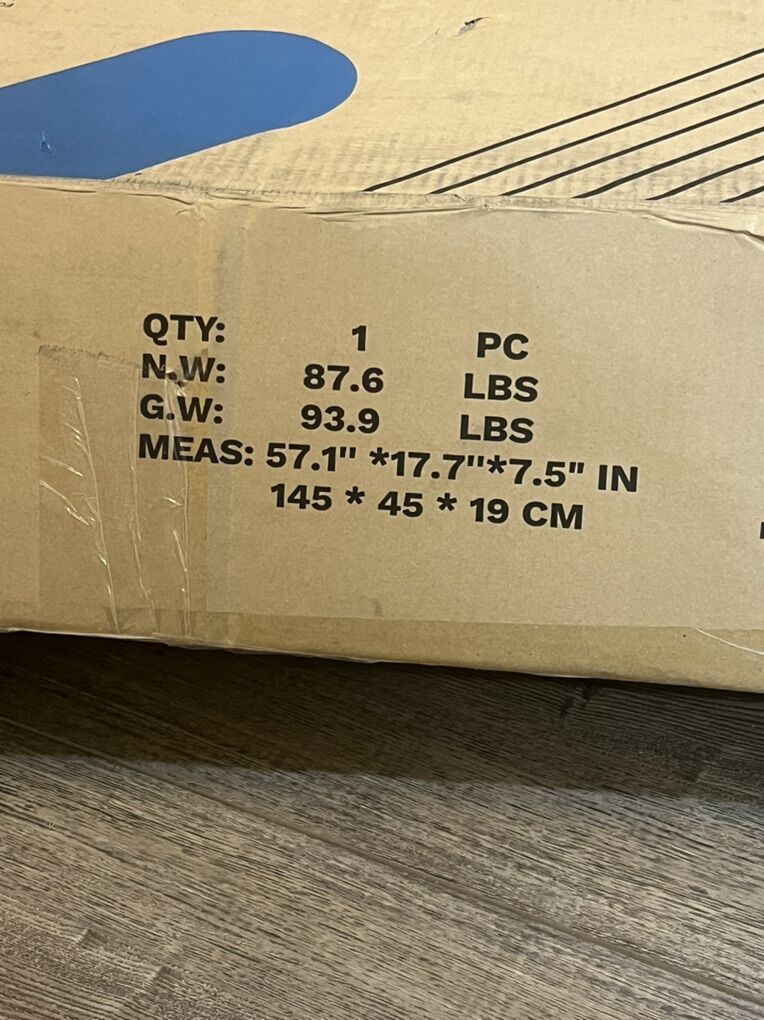 QTY: 1 PC
N.W: 87.6 LBS
G.W: 93.9 LBS
MEAS: 57.1" *17.7"*7.5" IN
145 * 45 * 19 CM